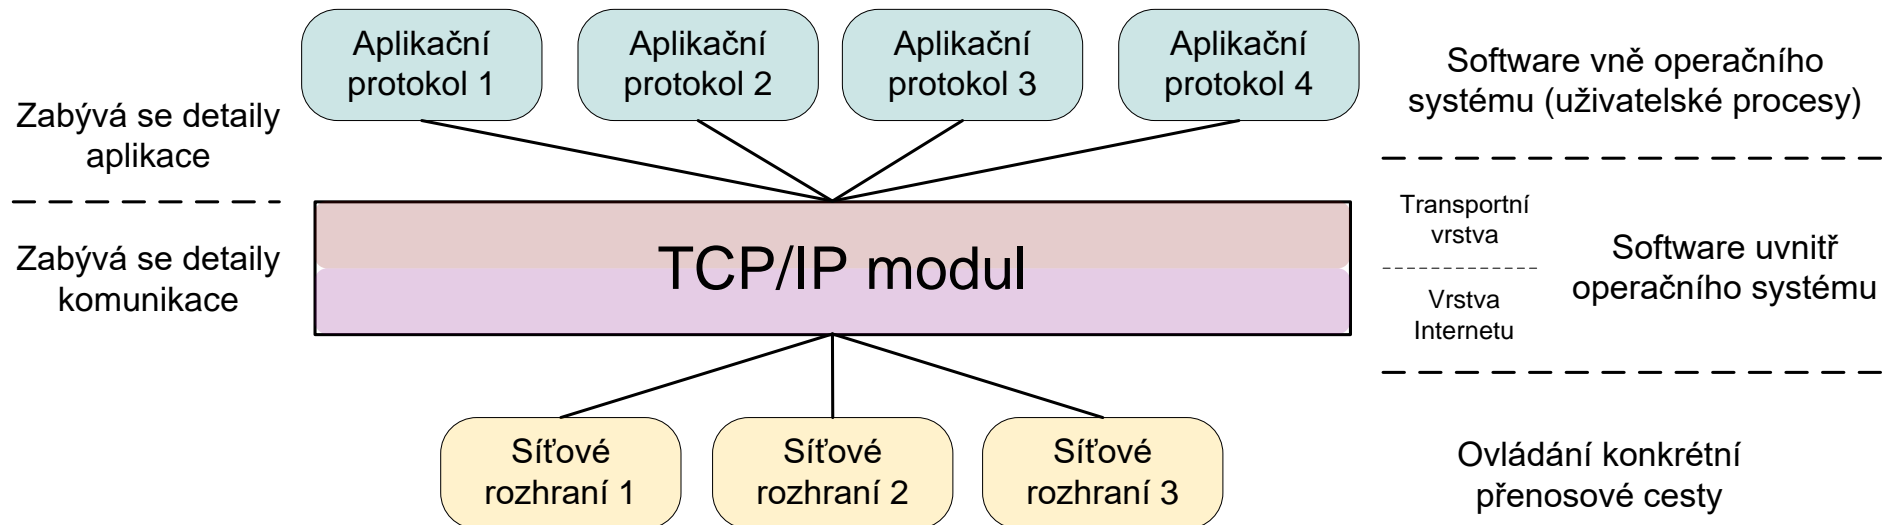 Aplikační
protokol 1
Aplikační
protokol 2
Aplikační
protokol 3
Aplikační
protokol 4
Software vně operačního
systému (uživatelské procesy)
Zabývá se detaily
aplikace
Zabývá se detaily
komunikace
TCP/IP modul
Transportní
vrstva
Vrstva
Internetu
Software uvnitř
operačního systému
Síťové
rozhraní 1
Síťové
rozhraní 2
Síťové
rozhraní 3
Ovládání konkrétní
přenosové cesty